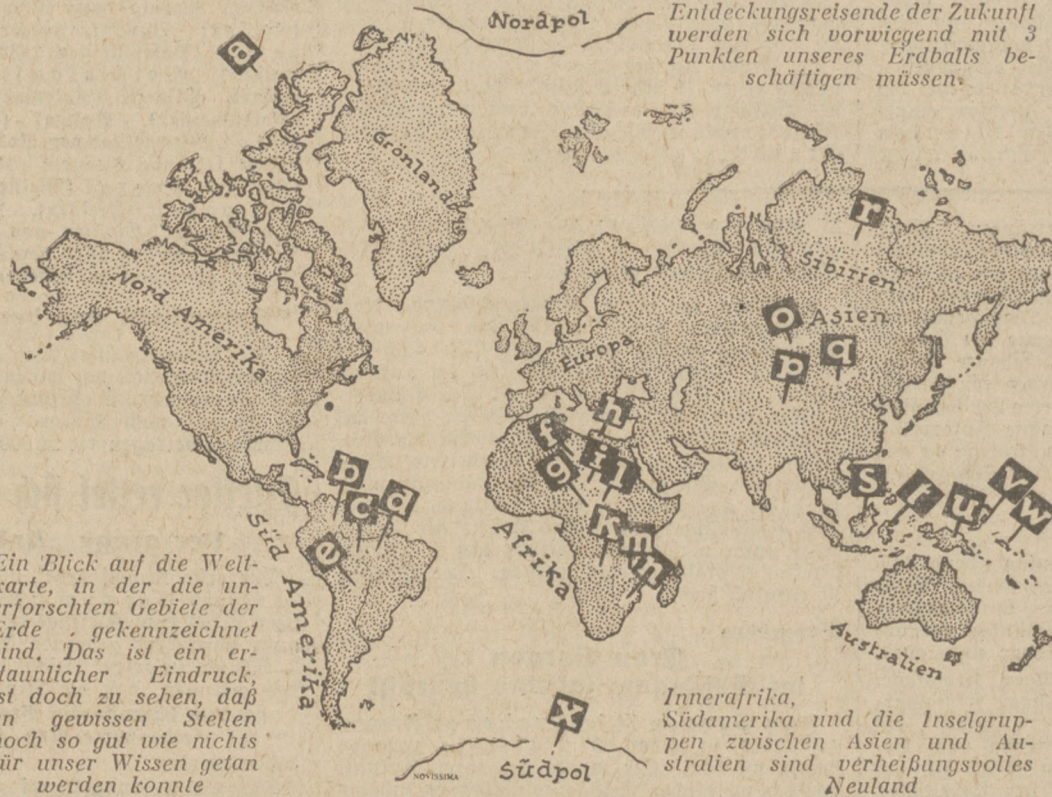 Nordpol
Entdeckungsreisende der Zukunft
werden sich vorwiegend mit 3
Punkten unseres Erdballs be-
schäftigen müssen.
a
Grönland
r
Sibirien
Nord Amerika
o
Asien
Europa
p
q
h
f
i
l
g
b
c
d
e
s
t
u
v
w
k
m
n
Süd Amerika
Afrika
Australien
Ein Blick auf die Welt-
karte, in der die un-
erforschten Gebiete der
Erde . gekennzeichnet
sind. Das ist ein er-
staunlicher Eindruck,
ist doch zu sehen, daß
an gewissen Stellen
noch so gut wie nichts
für unser Wissen getan
werden konnte
x
NOVISSIMA
Südpol
Innerafrika,
Südamerika und die Inselgrup-
pen zwischen Asien und Au-
stralien sind verheißungsvolles
Neuland